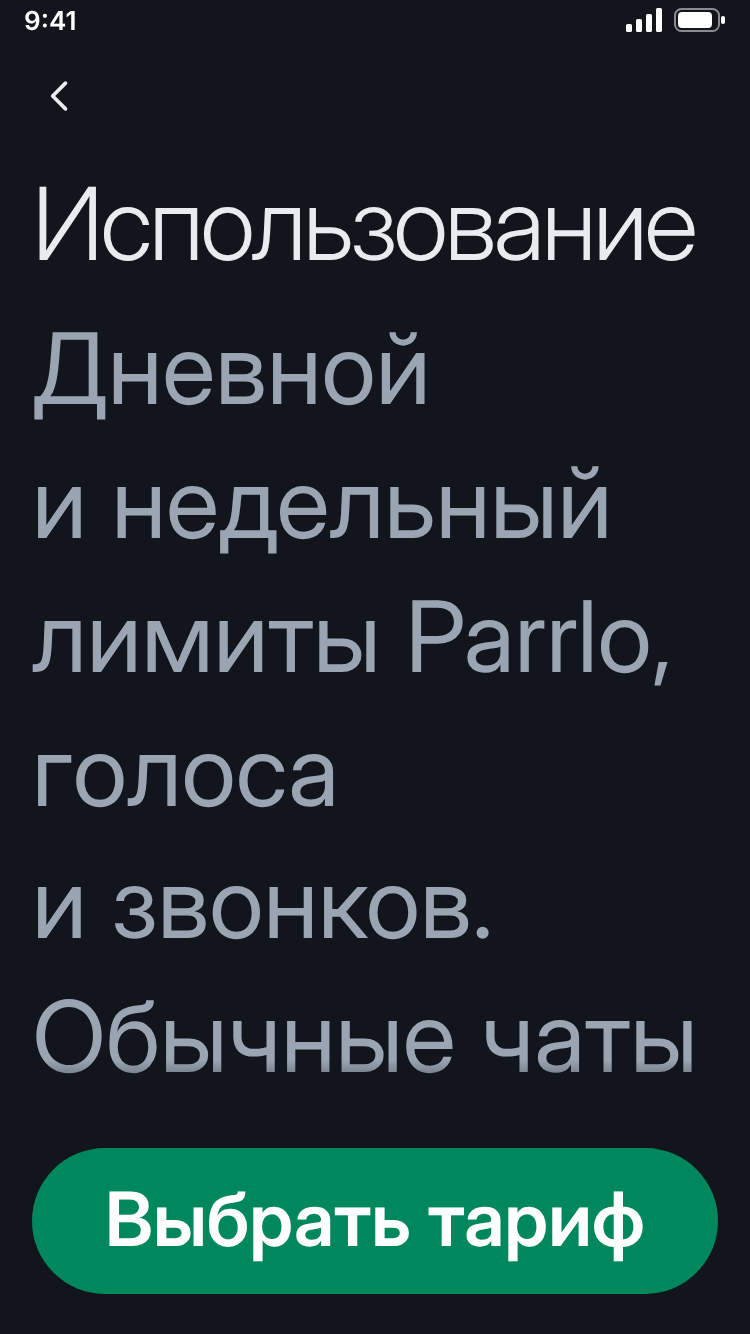 9:41
Использование
Дневной
и недельный
лимиты Parrlo,
голоса
и звонков.
Обычные чаты
Выбрать тариф